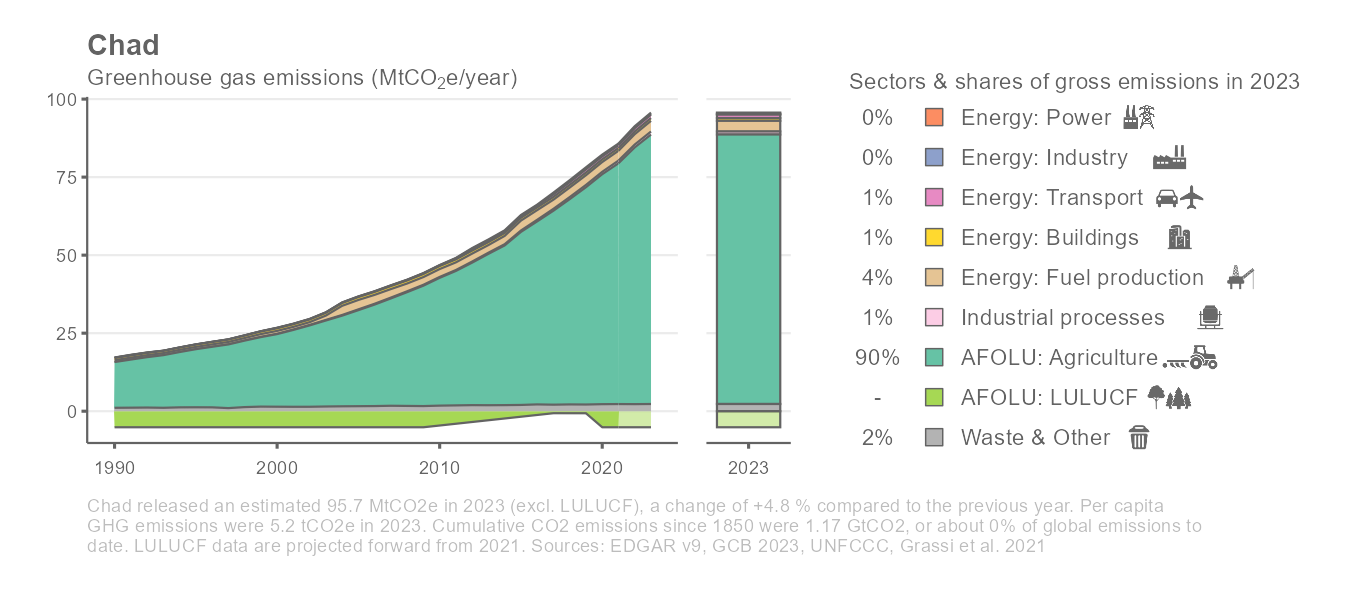 Chad
Greenhouse gas emissions (MtCO₂e/year)
100
75
50
25
0
1990
2000
2010
2020
2023
Sectors & shares of gross emissions in 2023
0% Energy: Power
0% Energy: Industry
1% Energy: Transport
1% Energy: Buildings
4% Energy: Fuel production
1% Industrial processes
90% AFOLU: Agriculture
- AFOLU: LULUCF
2% Waste & Other
Chad released an estimated 95.7 MtCO2e in 2023 (excl. LULUCF), a change of +4.8 % compared to the previous year. Per capita
GHG emissions were 5.2 tCO2e in 2023. Cumulative CO2 emissions since 1850 were 1.17 GtCO2, or about 0% of global emissions to
date. LULUCF data are projected forward from 2021. Sources: EDGAR v9, GCB 2023, UNFCCC, Grassi et al. 2021